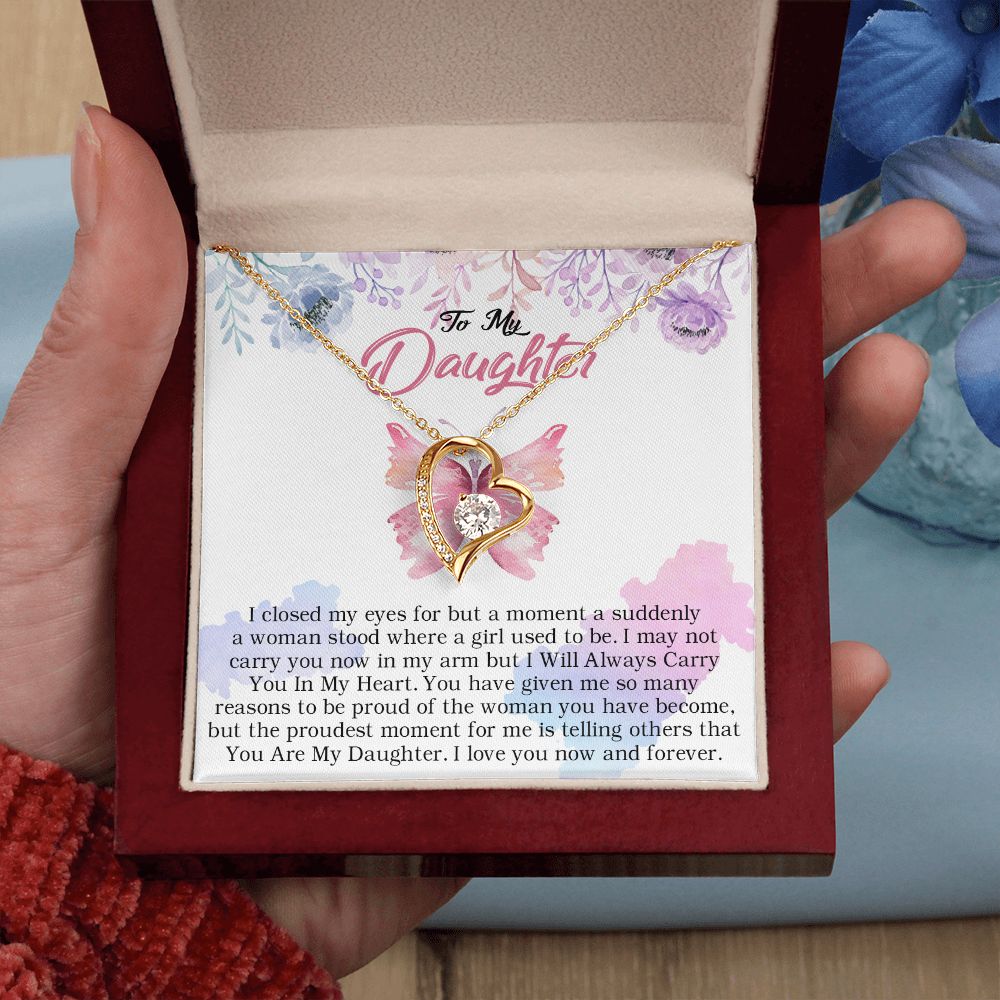 To My
Daughter
I closed my eyes for but a moment a suddenly
a woman stood where a girl used to be. I may not
carry you now in my arm but I Will Always Carry
You In My Heart. You have given me so many
reasons to be proud of the woman you have become,
but the proudest moment for me is telling others that
You Are My Daughter. I love you now and forever.